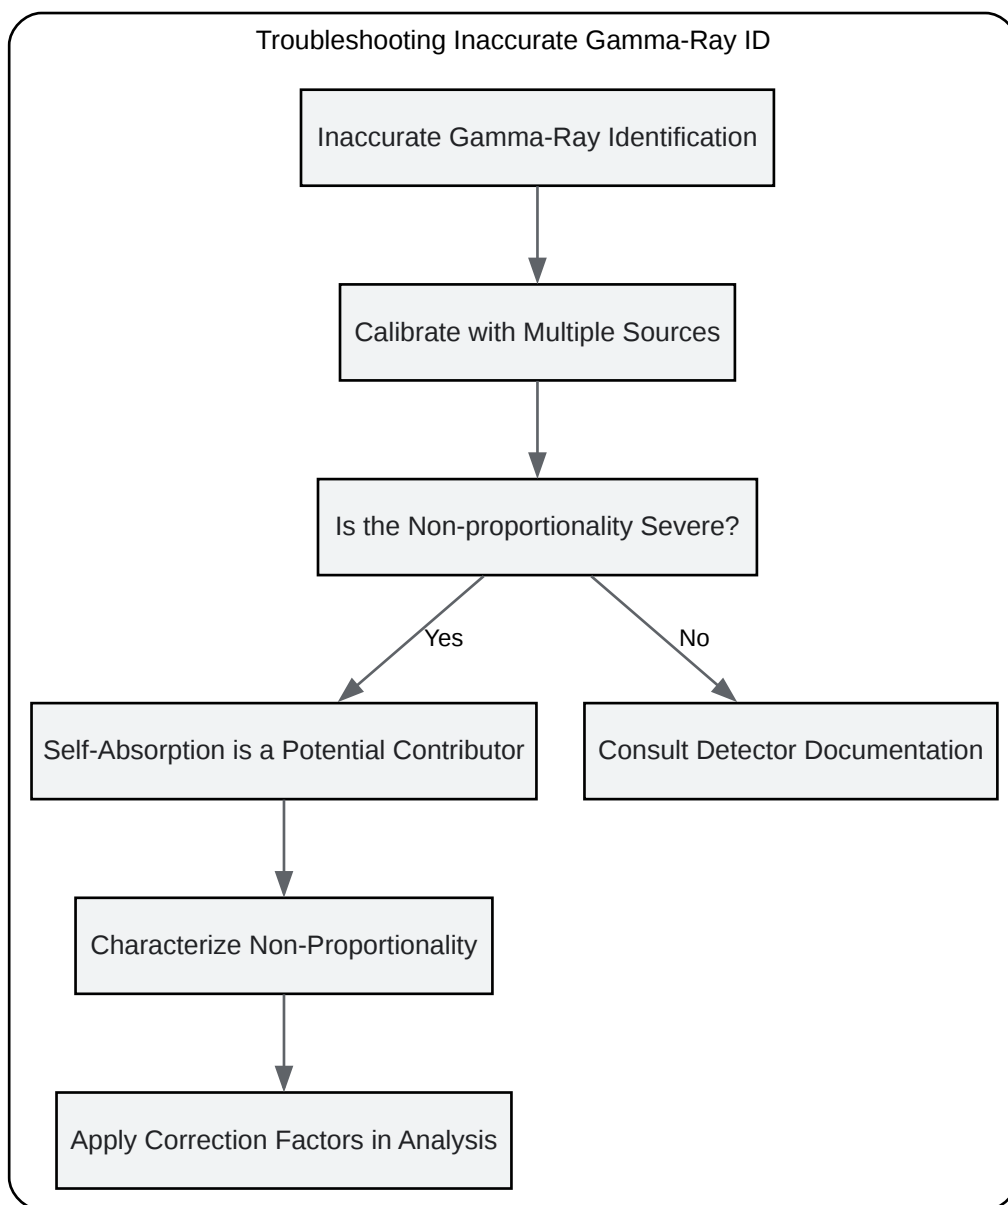 Troubleshooting Inaccurate Gamma-Ray ID
Inaccurate Gamma-Ray Identification
Calibrate with Multiple Sources
Is the Non-proportionality Severe?
Yes
No
Self-Absorption is a Potential Contributor
Consult Detector Documentation
Characterize Non-Proportionality
Apply Correction Factors in Analysis